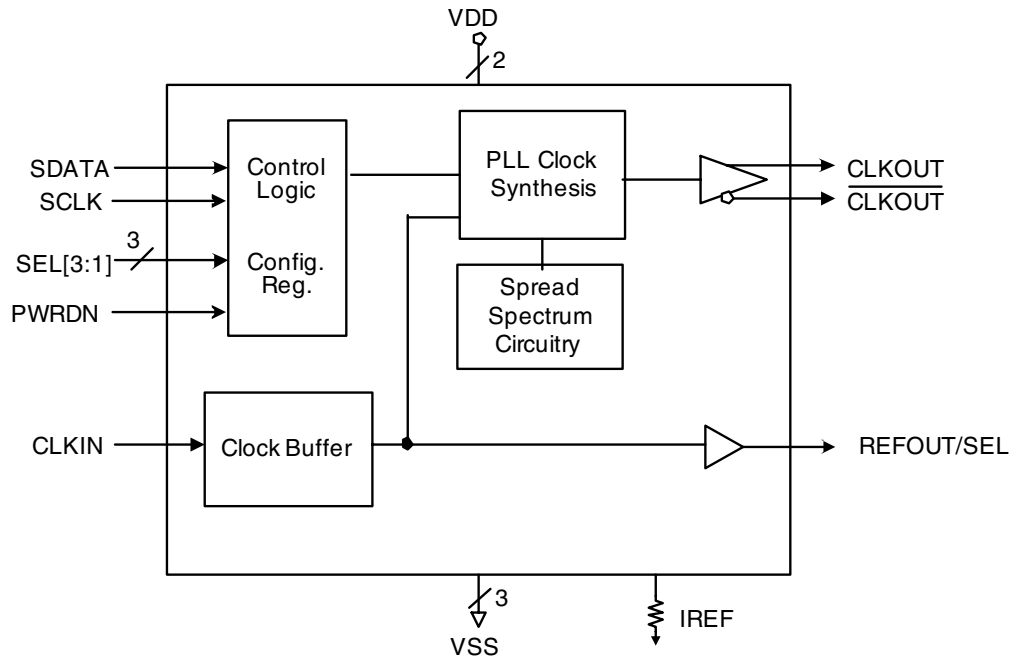 VDD
2
SDATA
SCLK
3
SEL[3:1]
PWRDN
Control
Logic
Config.
Reg.
PLL Clock
Synthesis
CLKOUT
CLKOUT
Spread
Spectrum
Circuitry
CLKIN
Clock Buffer
REFOUT/SEL
3
VSS
IREF